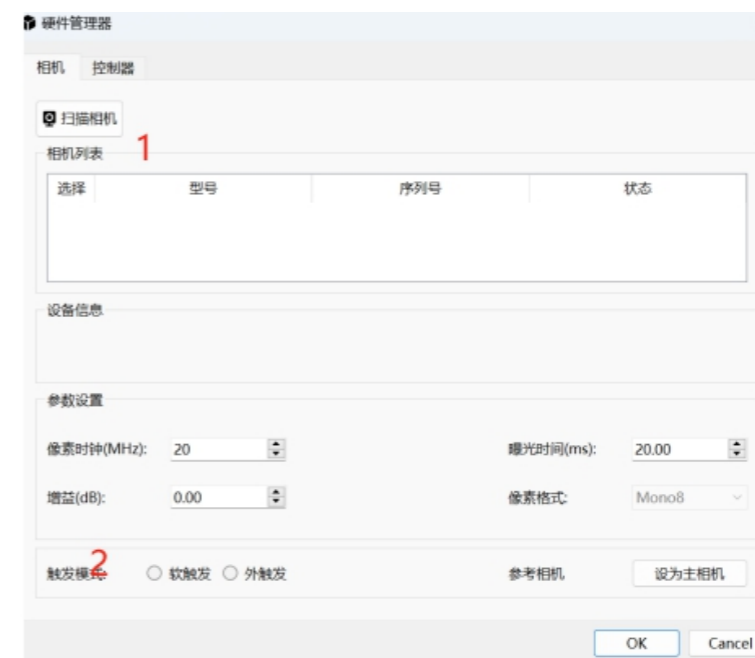 硬件管理器
相机 控制器
扫描相机
1
相机列表
选择 型号 序列号 状态
设备信息
参数设置
像素时钟(MHz): 20 曝光时间(ms): 20.00
增益(dB): 0.00 像素格式: Mono8
2
触发模式: 软触发 外触发 参考相机 设为主相机
OK Cancel